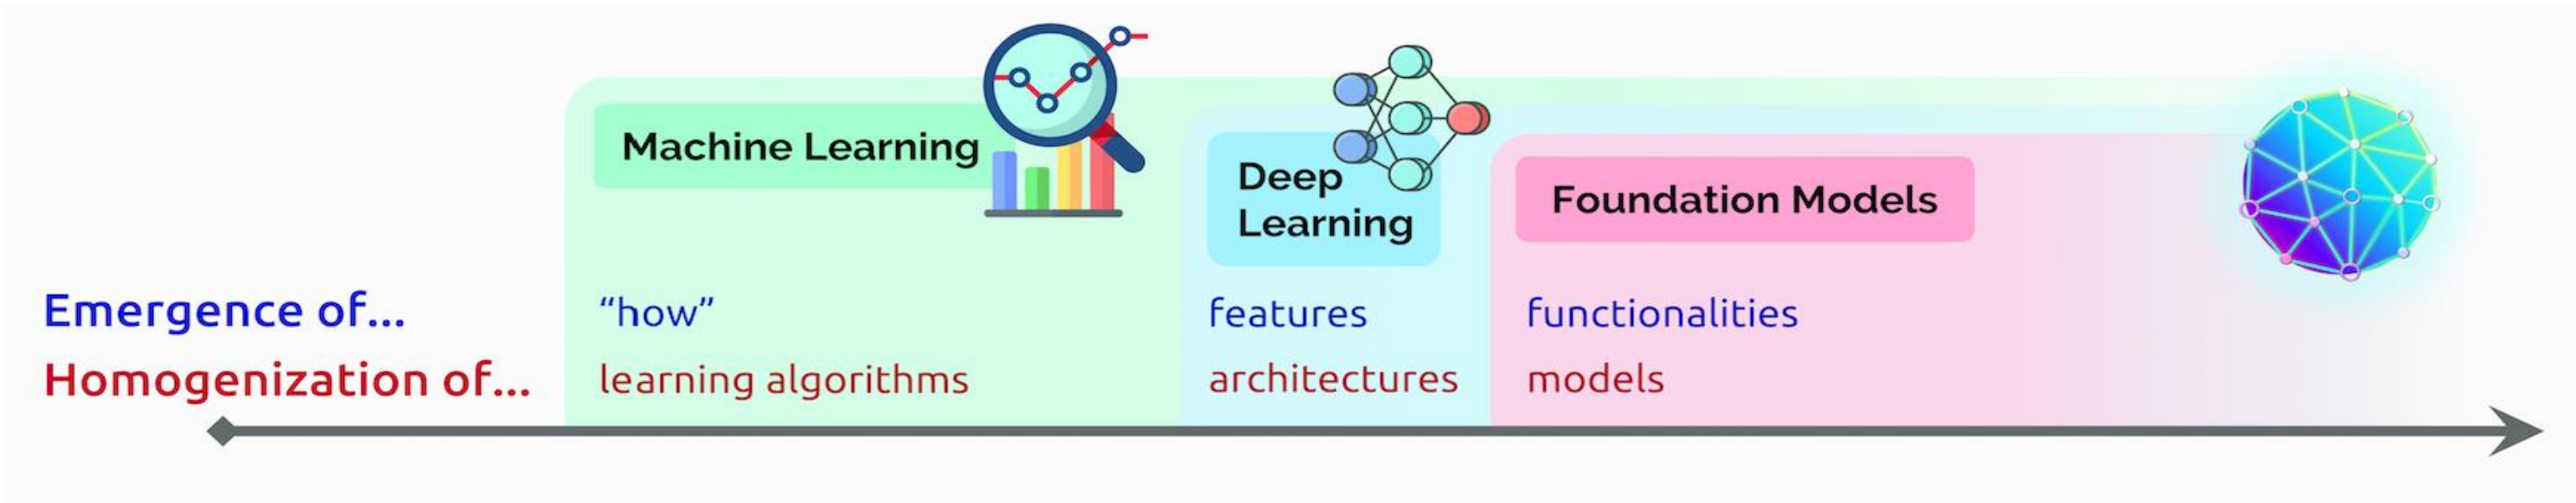 Machine Learning
Deep
Learning
Foundation Models
Emergence of...
“how”
features
functionalities
Homogenization of...
learning algorithms
architectures
models